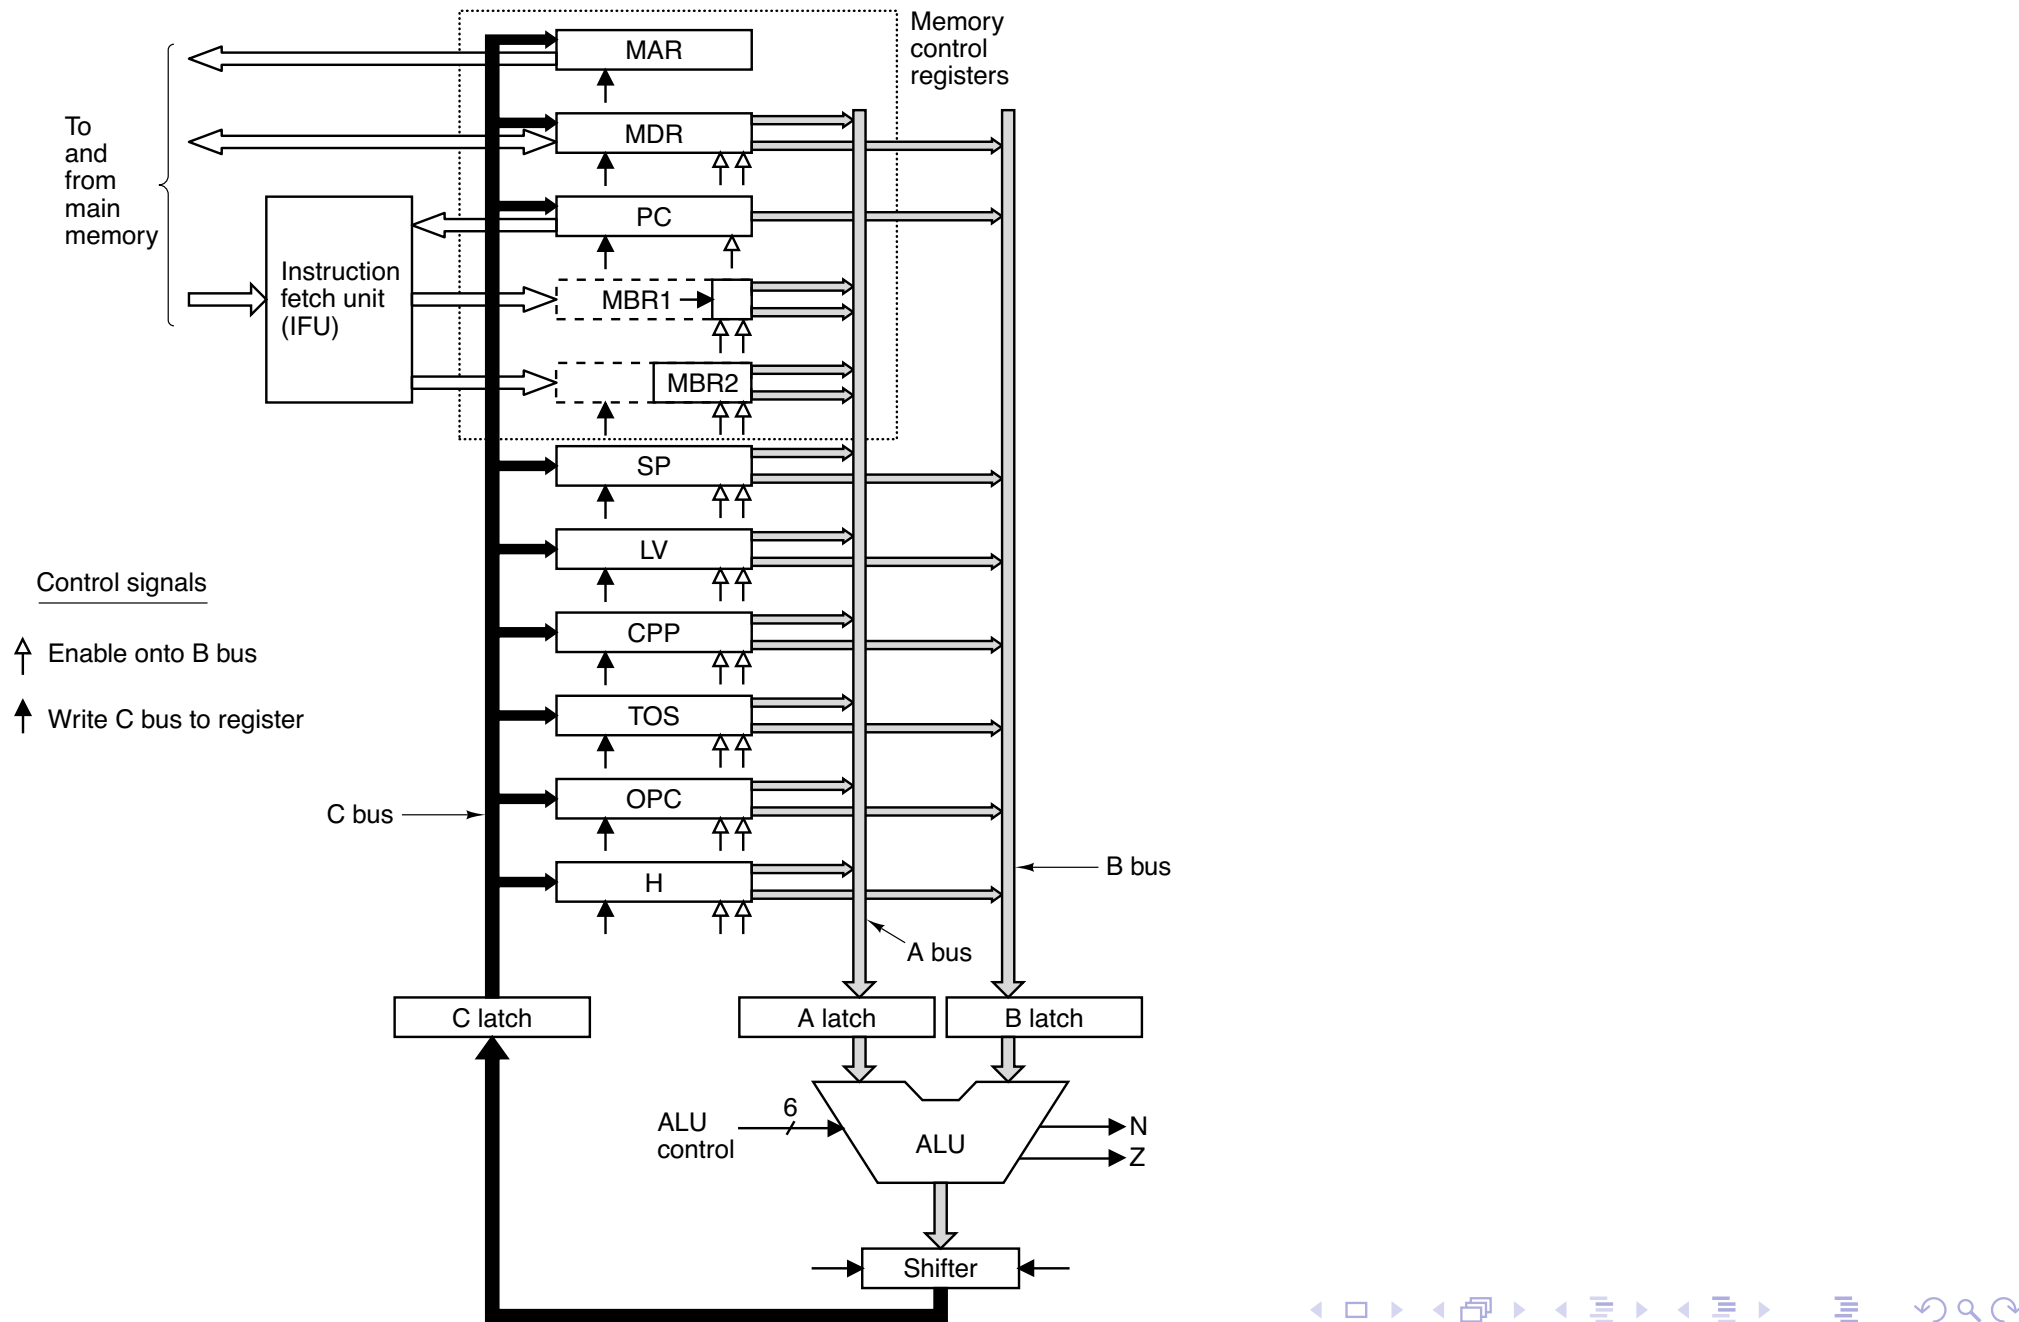 Memory
control
registers
MAR
To
and
from
main
memory
MDR
PC
Instruction
fetch unit
(IFU)
MBR1
MBR2
SP
LV
Control signals
CPP
Enable onto B bus
TOS
Write C bus to register
OPC
C bus
H
B bus
A bus
C latch
A latch
B latch
6
ALU
control
ALU
N
Z
Shifter